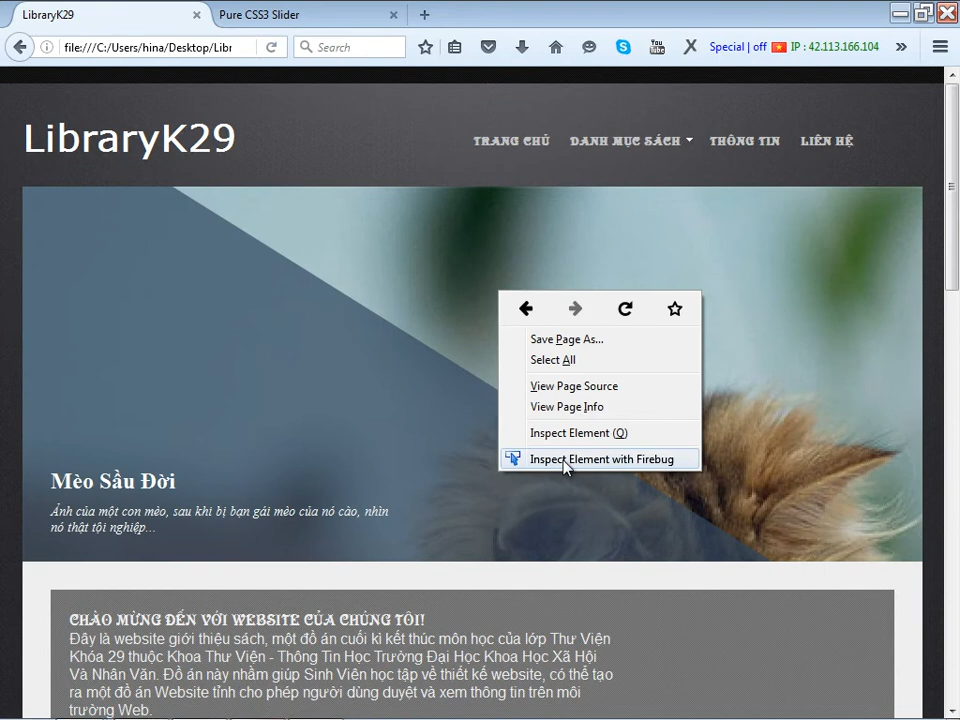 LibraryK29
Pure CSS3 Slider
file:///C:/Users/hina/Desktop/Libr
Search
You Tube
Special | off
IP : 42.113.166.104
LibraryK29
TRANG CHỦ
DANH MỤC SÁCH
THÔNG TIN
LIÊN HỆ
Save Page As...
Select All
View Page Source
View Page Info
Inspect Element (Q)
Inspect Element with Firebug
Mèo Sầu Đời
Ảnh của một con mèo, sau khi bị bạn gái mèo của nó cào, nhìn
nó thật tội nghiệp...
CHÀO MỪNG ĐẾN VỚI WEBSITE CỦA CHÚNG TÔI!
Đây là website giới thiệu sách, một đồ án cuối kì kết thúc môn học của lớp Thư Viện
Khóa 29 thuộc Khoa Thư Viện - Thông Tin Học Trường Đại Học Khoa Học Xã Hội
Và Nhân Văn. Đồ án này nhằm giúp Sinh Viên học tập về thiết kế website, có thể tạo
ra một đồ án Website tỉnh cho phép người dùng duyệt và xem thông tin trên môi
trường Web.